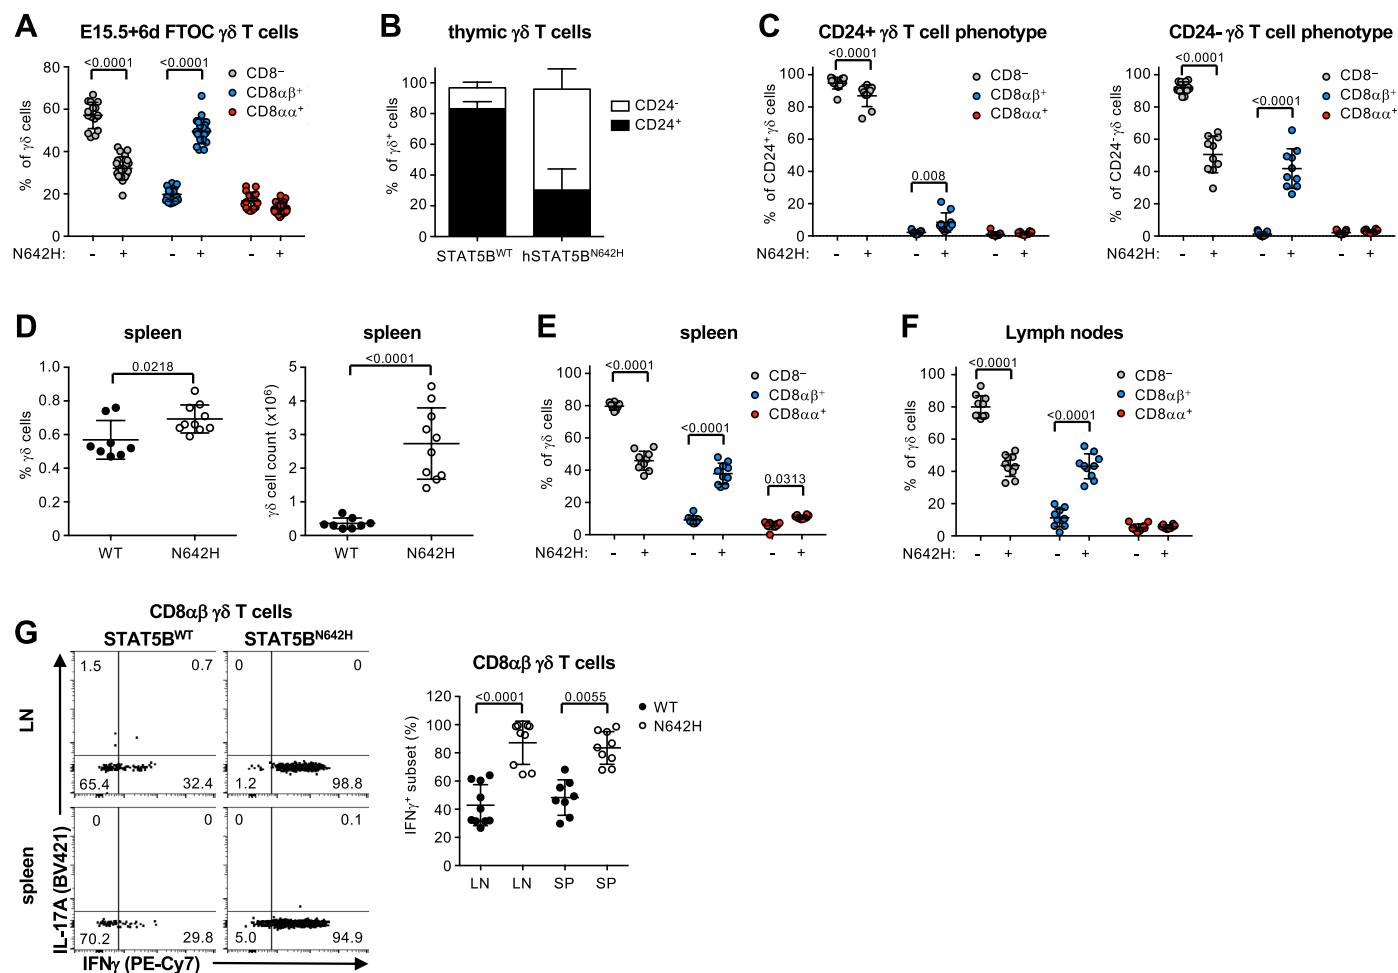 A
E15.5+6d FTOC γδ T cells
<0.0001 <0.0001
CD8⁻
CD8αβ⁺
CD8αα⁺
% of γδ cells
80
60
40
20
0
N642H: - + - + - +
B
thymic γδ T cells
CD24⁻
CD24⁺
% of γδ⁺ cells
100
80
60
40
20
0
STAT5Bᵂᵀ hSTAT5Bᴺ⁶⁴²ᴴ
C
CD24+ γδ T cell phenotype
<0.0001
0.008
CD8⁻
CD8αβ⁺
CD8αα⁺
% of CD24⁺ γδ cells
100
80
60
40
20
0
N642H: - + - + - +
CD24- γδ T cell phenotype
<0.0001
<0.0001
CD8⁻
CD8αβ⁺
CD8αα⁺
% of CD24⁻ γδ cells
100
80
60
40
20
0
N642H: - + - + - +
D
spleen
0.0218
% γδ cells
1.0
0.8
0.6
0.4
0.2
0
WT N642H
spleen
<0.0001
γδ cell count (x10⁶)
5
4
3
2
1
0
WT N642H
E
spleen
<0.0001
<0.0001
0.0313
CD8⁻
CD8αβ⁺
CD8αα⁺
% of γδ cells
100
80
60
40
20
0
N642H: - + - + - +
F
Lymph nodes
<0.0001
<0.0001
CD8⁻
CD8αβ⁺
CD8αα⁺
% of γδ cells
100
80
60
40
20
0
N642H: - + - + - +
G
CD8αβ γδ T cells
STAT5Bᵂᵀ STAT5Bᴺ⁶⁴²ᴴ
LN
1.5 0.7 0 0
65.4 32.4 1.2 98.8
spleen
0 0 0 0.1
70.2 29.8 5.0 94.9
IL-17A (BV421)
IFNγ (PE-Cy7)
CD8αβ γδ T cells
<0.0001 0.0055
WT
N642H
IFNγ⁺ subset (%)
120
100
80
60
40
20
0
LN LN SP SP